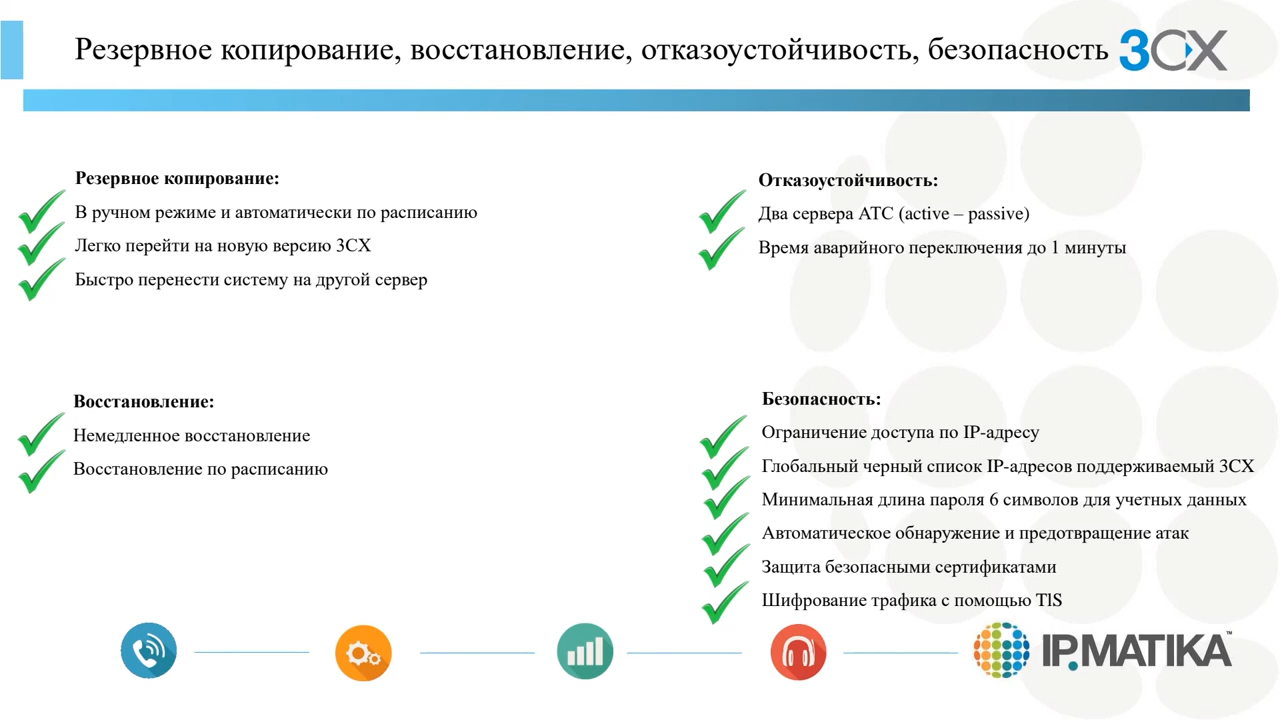 Резервное копирование, восстановление, отказоустойчивость, безопасность
3CX
Резервное копирование:
В ручном режиме и автоматически по расписанию
Легко перейти на новую версию 3CX
Быстро перенести систему на другой сервер
Отказоустойчивость:
Два сервера АТС (active – passive)
Время аварийного переключения до 1 минуты
Восстановление:
Немедленное восстановление
Восстановление по расписанию
Безопасность:
Ограничение доступа по IP-адресу
Глобальный черный список IP-адресов поддерживаемый 3CX
Минимальная длина пароля 6 символов для учетных данных
Автоматическое обнаружение и предотвращение атак
Защита безопасными сертификатами
Шифрование трафика с помощью TlS
IP.MATIKA™